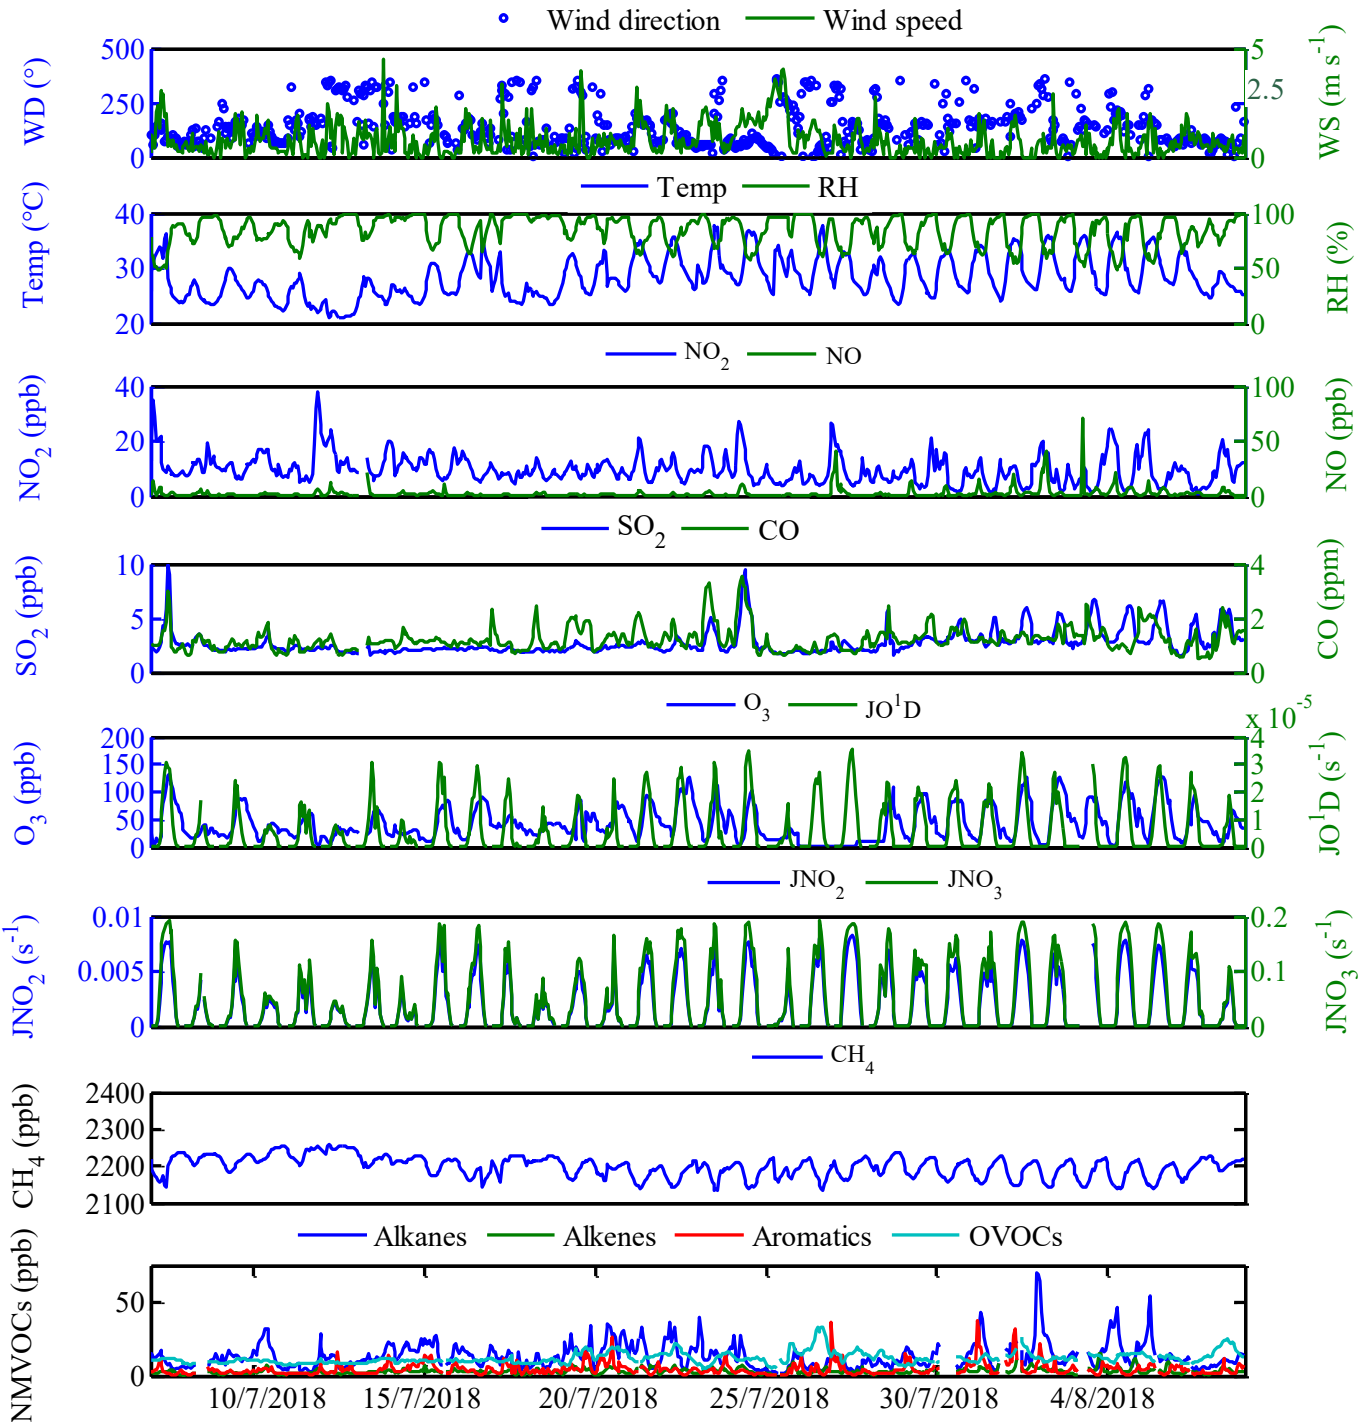 Wind direction Wind speed
WD (°)
500
250
0
5
2.5
0
WS (m s⁻¹)
Temp RH
Temp (°C)
40
30
20
100
50
0
RH (%)
NO₂ NO
NO₂ (ppb)
40
20
0
100
50
0
NO (ppb)
SO₂ CO
SO₂ (ppb)
10
5
0
4
2
0
CO (ppm)
O₃ JO¹D
x 10⁻⁵
O₃ (ppb)
200
150
100
50
0
4
3
2
1
0
JO¹D (s⁻¹)
JNO₂ JNO₃
JNO₂ (s⁻¹)
0.01
0.005
0
0.2
0.1
0
JNO₃ (s⁻¹)
CH₄
CH₄ (ppb)
2400
2300
2200
2100
Alkanes Alkenes Aromatics OVOCs
NMVOCs (ppb)
50
0
10/7/2018 15/7/2018 20/7/2018 25/7/2018 30/7/2018 4/8/2018